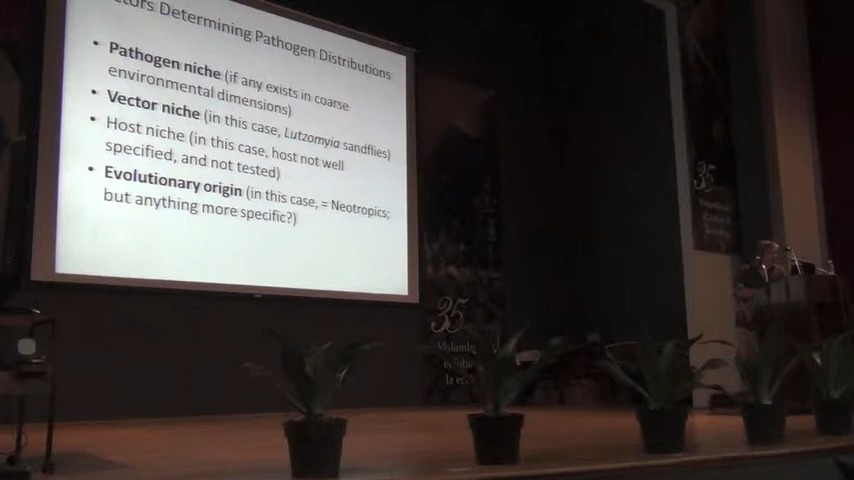 ctors Determining Pathogen Distributions
• Pathogen niche (if any exists in coarse
environmental dimensions)
• Vector niche (in this case, Lutzomyia sandflies)
• Host niche (in this case, host not well
specified, and not tested)
• Evolutionary origin (in this case, = Neotropics;
but anything more specific?)
35
35